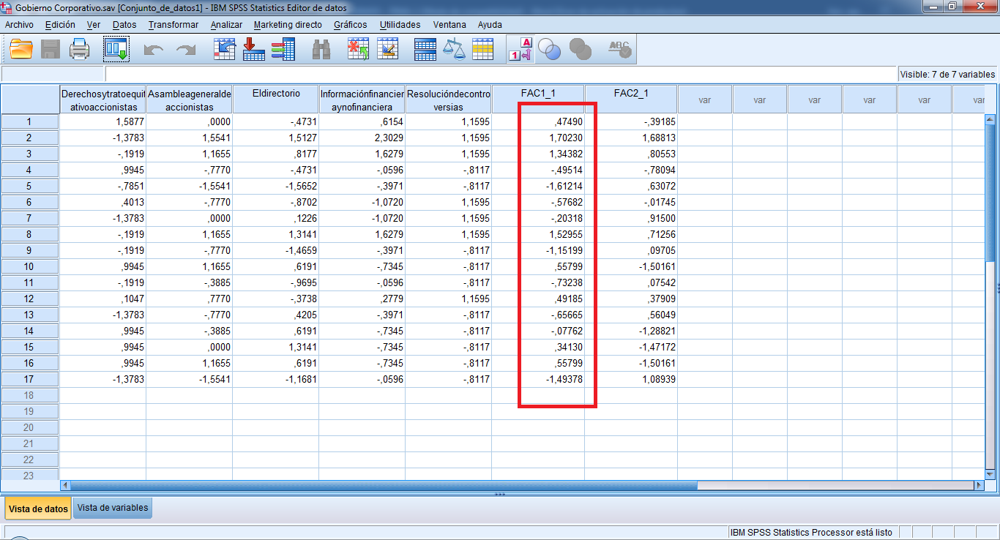 Gobierno Corporativo.sav [Conjunto_de_datos1] - IBM SPSS Statistics Editor de datos
Archivo Edición Ver Datos Transformar Analizar Marketing directo Gráficos Utilidades Ventana Ayuda
1 A ABC
Visible: 7 de 7 variables
Derechosytratoequit Asambleageneralde Eldirectorio Informaciónfinancier Resolucióndecontro FAC1_1 FAC2_1 var var var var var var
ativoaccionistas accionistas aynofinanciera versias
1 1,5877 ,0000 -,4731 ,6154 1,1595 ,47490 -,39185
2 -1,3783 1,5541 1,5127 2,3029 1,1595 1,70230 1,68813
3 -,1919 1,1655 ,8177 1,6279 1,1595 1,34382 ,80553
4 ,9945 -,7770 -,4731 -,0596 -,8117 -,49514 -,78094
5 -,7851 -1,5541 -1,5652 -,3971 -,8117 -1,61214 ,63072
6 ,4013 -,7770 -,8702 -1,0720 1,1595 -,57682 -,01745
7 -1,3783 ,0000 ,1226 -1,0720 1,1595 -,20318 ,91500
8 -,1919 1,1655 1,3141 1,6279 1,1595 1,52955 ,71256
9 -,1919 -,7770 -1,4659 -,3971 -,8117 -1,15199 ,09705
10 ,9945 1,1655 ,6191 -,7345 -,8117 ,55799 -1,50161
11 -,1919 -,3885 -,9695 -,0596 -,8117 -,73238 ,07542
12 ,1047 ,7770 -,3738 ,2779 1,1595 ,49185 ,37909
13 -1,3783 -,7770 ,4205 -,3971 -,8117 -,65665 ,56049
14 ,9945 -,3885 ,6191 -,7345 -,8117 -,07762 -1,28821
15 ,9945 ,0000 1,3141 -,7345 -,8117 ,34130 -1,47172
16 ,9945 1,1655 ,6191 -,7345 -,8117 ,55799 -1,50161
17 -1,3783 -1,5541 -1,1681 -,0596 -,8117 -1,49378 1,08939
18
19
20
21
22
23
Vista de datos Vista de variables
IBM SPSS Statistics Processor está listo